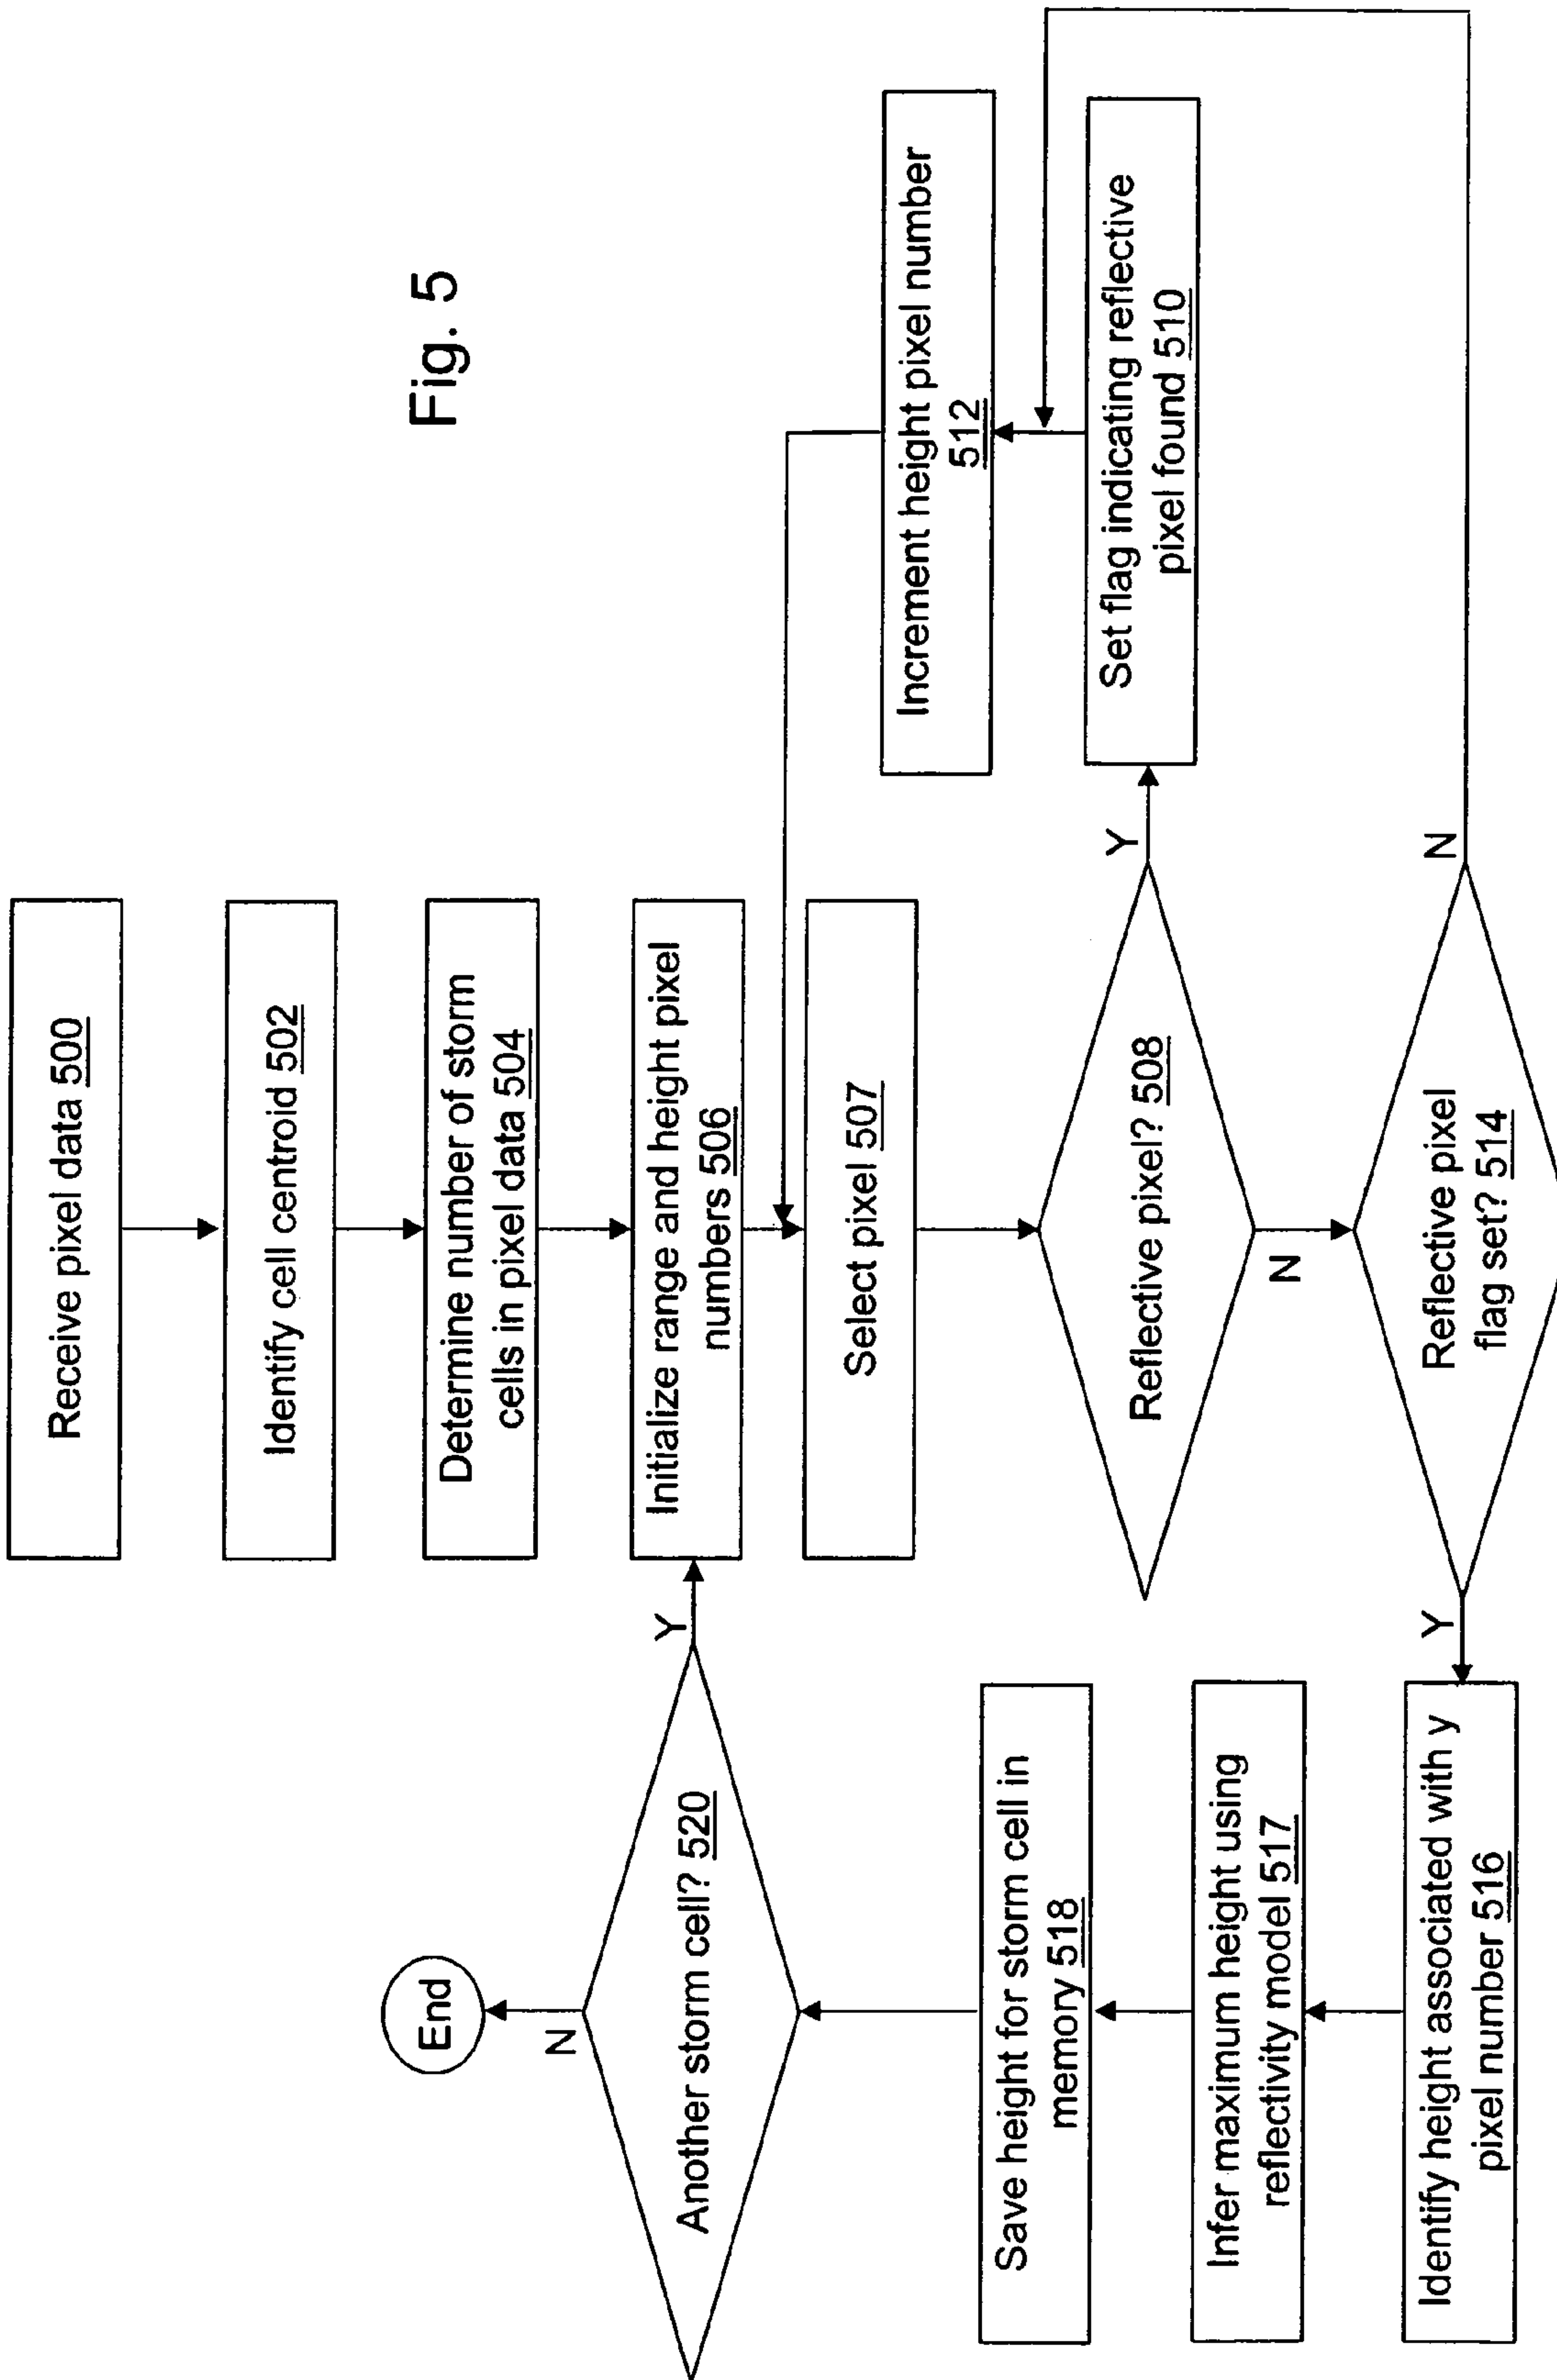 Receive pixel data 500
Identify cell centroid 502
Determine number of storm
cells in pixel data 504
Initialize range and height pixel
numbers 506
Select pixel 507
Reflective pixel? 508
Y
N
Set flag indicating reflective
pixel found 510
Increment height pixel number
512
Reflective pixel
flag set? 514
N
Y
Identify height associated with y
pixel number 516
Infer maximum height using
reflectivity model 517
Save height for storm cell in
memory 518
Another storm cell? 520
Y
N
End
Fig. 5